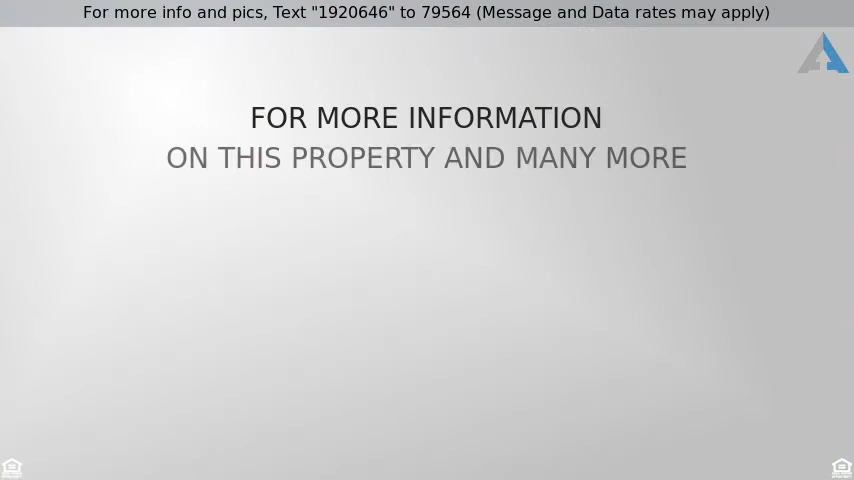 For more info and pics, Text "1920646" to 79564 (Message and Data rates may apply)
FOR MORE INFORMATION
ON THIS PROPERTY AND MANY MORE